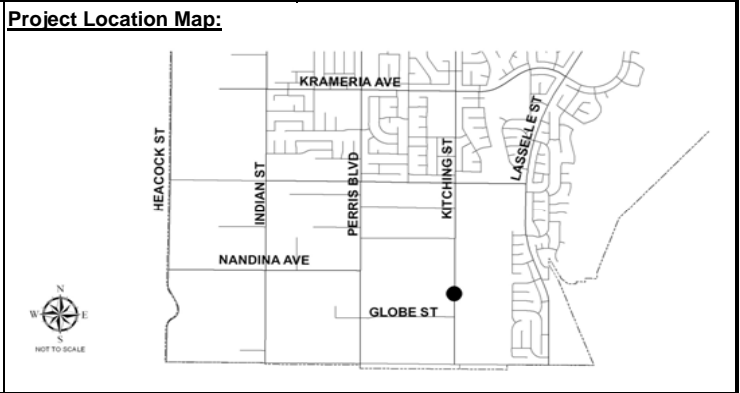 Project Location Map:
KRAMERIA AVE
HEACOCK ST
INDIAN ST
PERRIS BLVD
KITCHING ST
LASSELLE ST
NANDINA AVE
GLOBE ST
N
W E
S
NOT TO SCALE